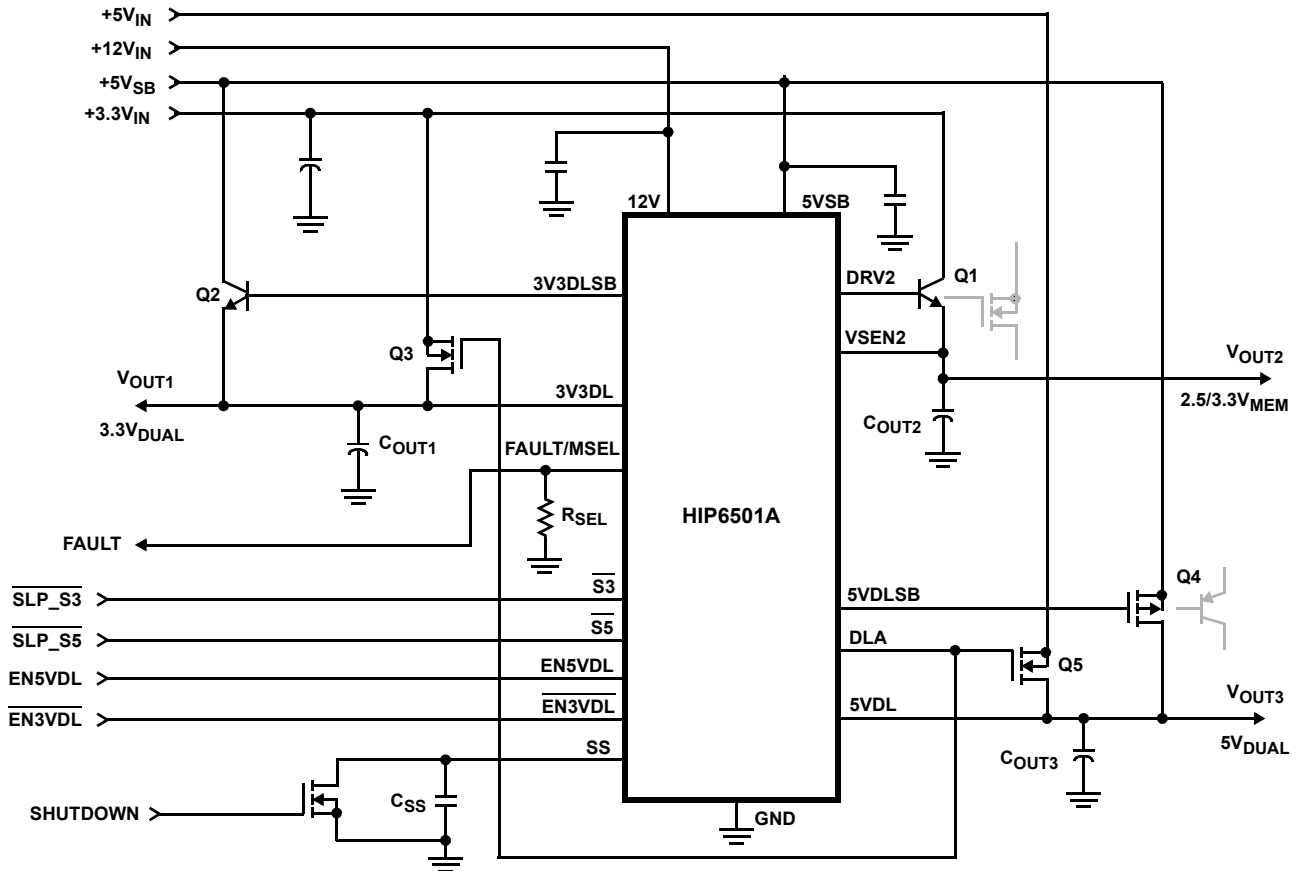 +5VIN
+12VIN
+5VSB
+3.3VIN
12V
5VSB
Q2
3V3DLSB
DRV2
Q1
Q3
VSEN2
VOUT1
3.3VDUAL
3V3DL
VOUT2
2.5/3.3VMEM
COUT1
COUT2
FAULT/MSEL
RSEL
HIP6501A
FAULT
SLP_S3
S3
5VDLSB
Q4
SLP_S5
S5
DLA
Q5
EN5VDL
EN5VDL
EN3VDL
EN3VDL
5VDL
VOUT3
5VDUAL
SS
COUT3
CSS
SHUTDOWN
GND